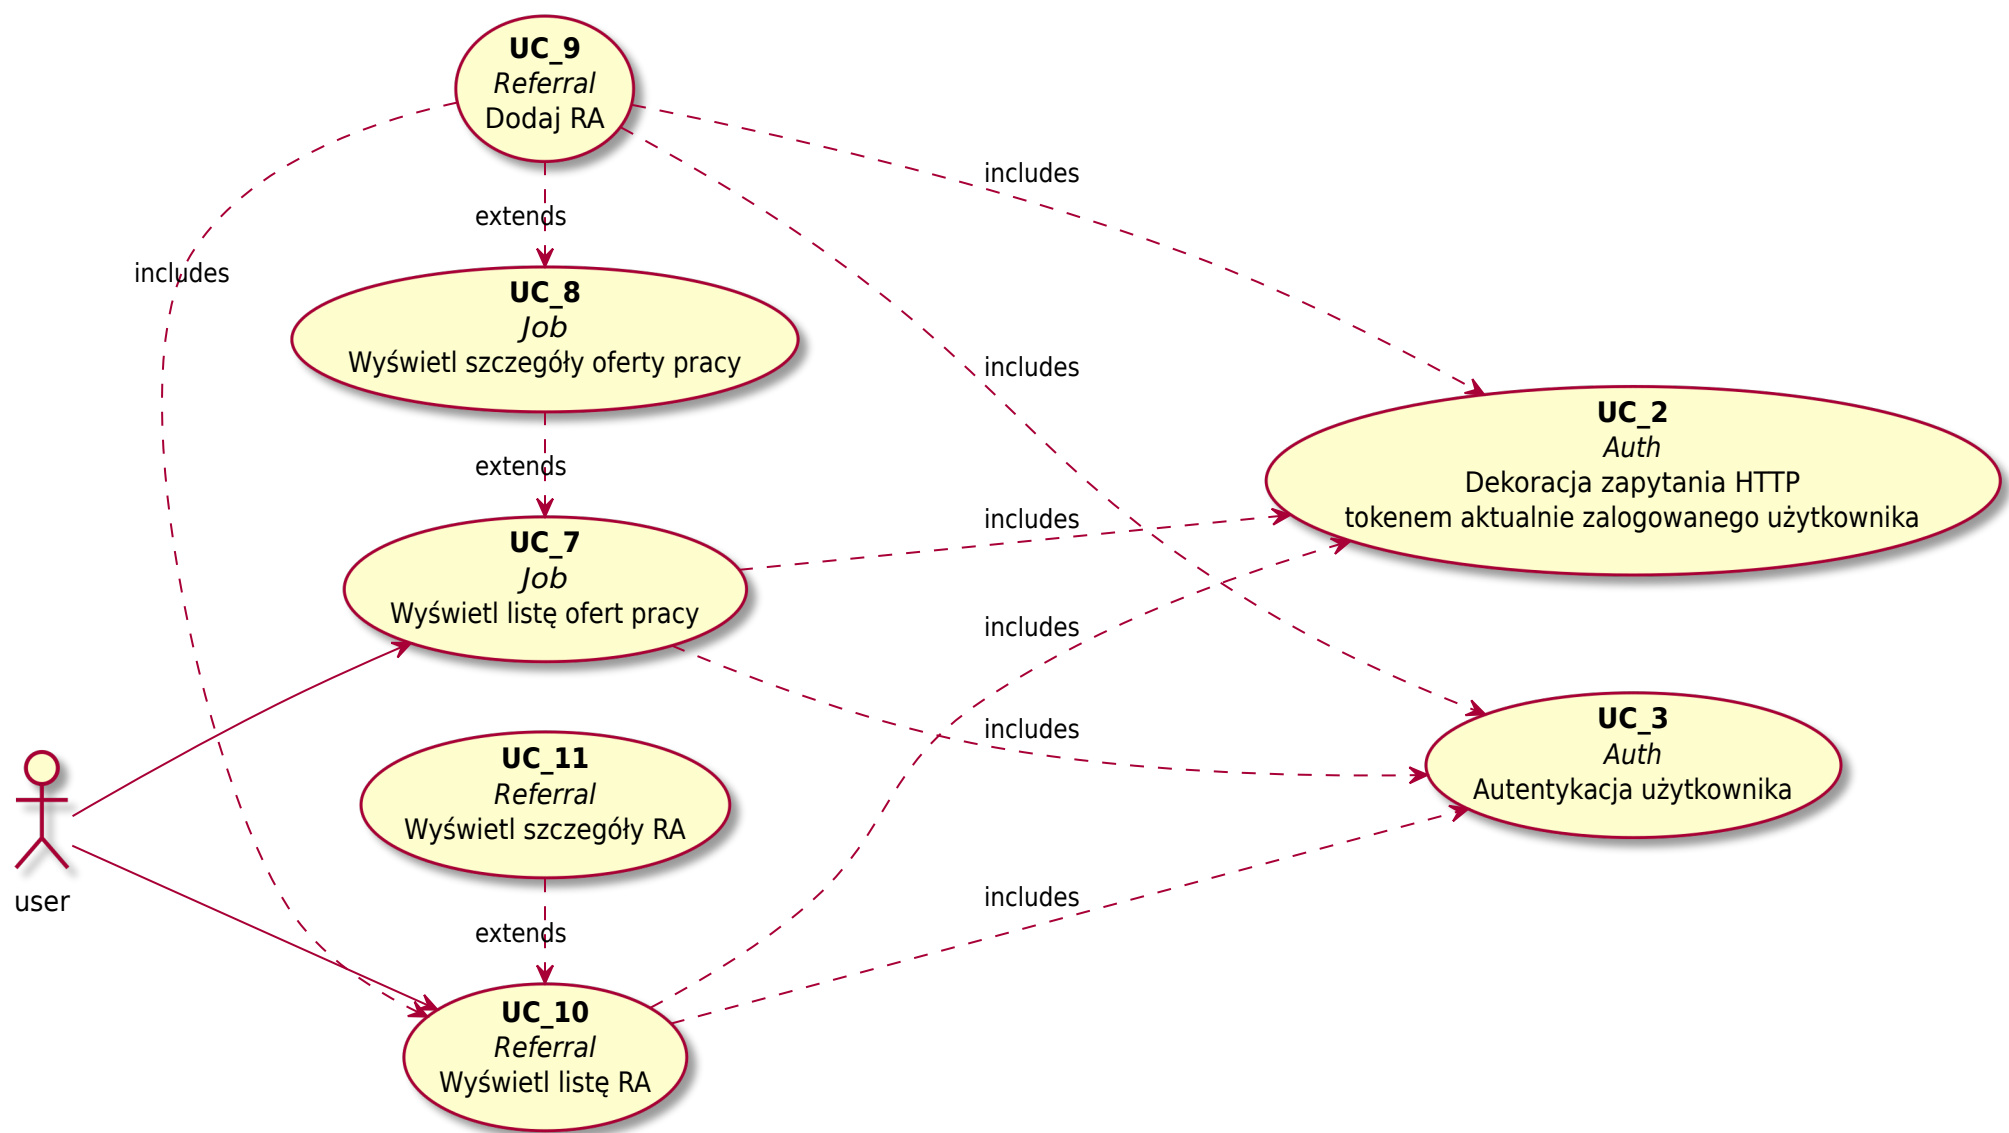 UC_9
Referral
Dodaj RA
includes
extends
includes
UC_8
Job
Wyświetl szczegóły oferty pracy
includes
UC_2
Auth
Dekoracja zapytania HTTP
tokenem aktualnie zalogowanego użytkownika
extends
includes
UC_7
Job
Wyświetl listę ofert pracy
includes
includes
UC_3
Auth
Autentykacja użytkownika
UC_11
Referral
Wyświetl szczegóły RA
user
includes
extends
UC_10
Referral
Wyświetl listę RA